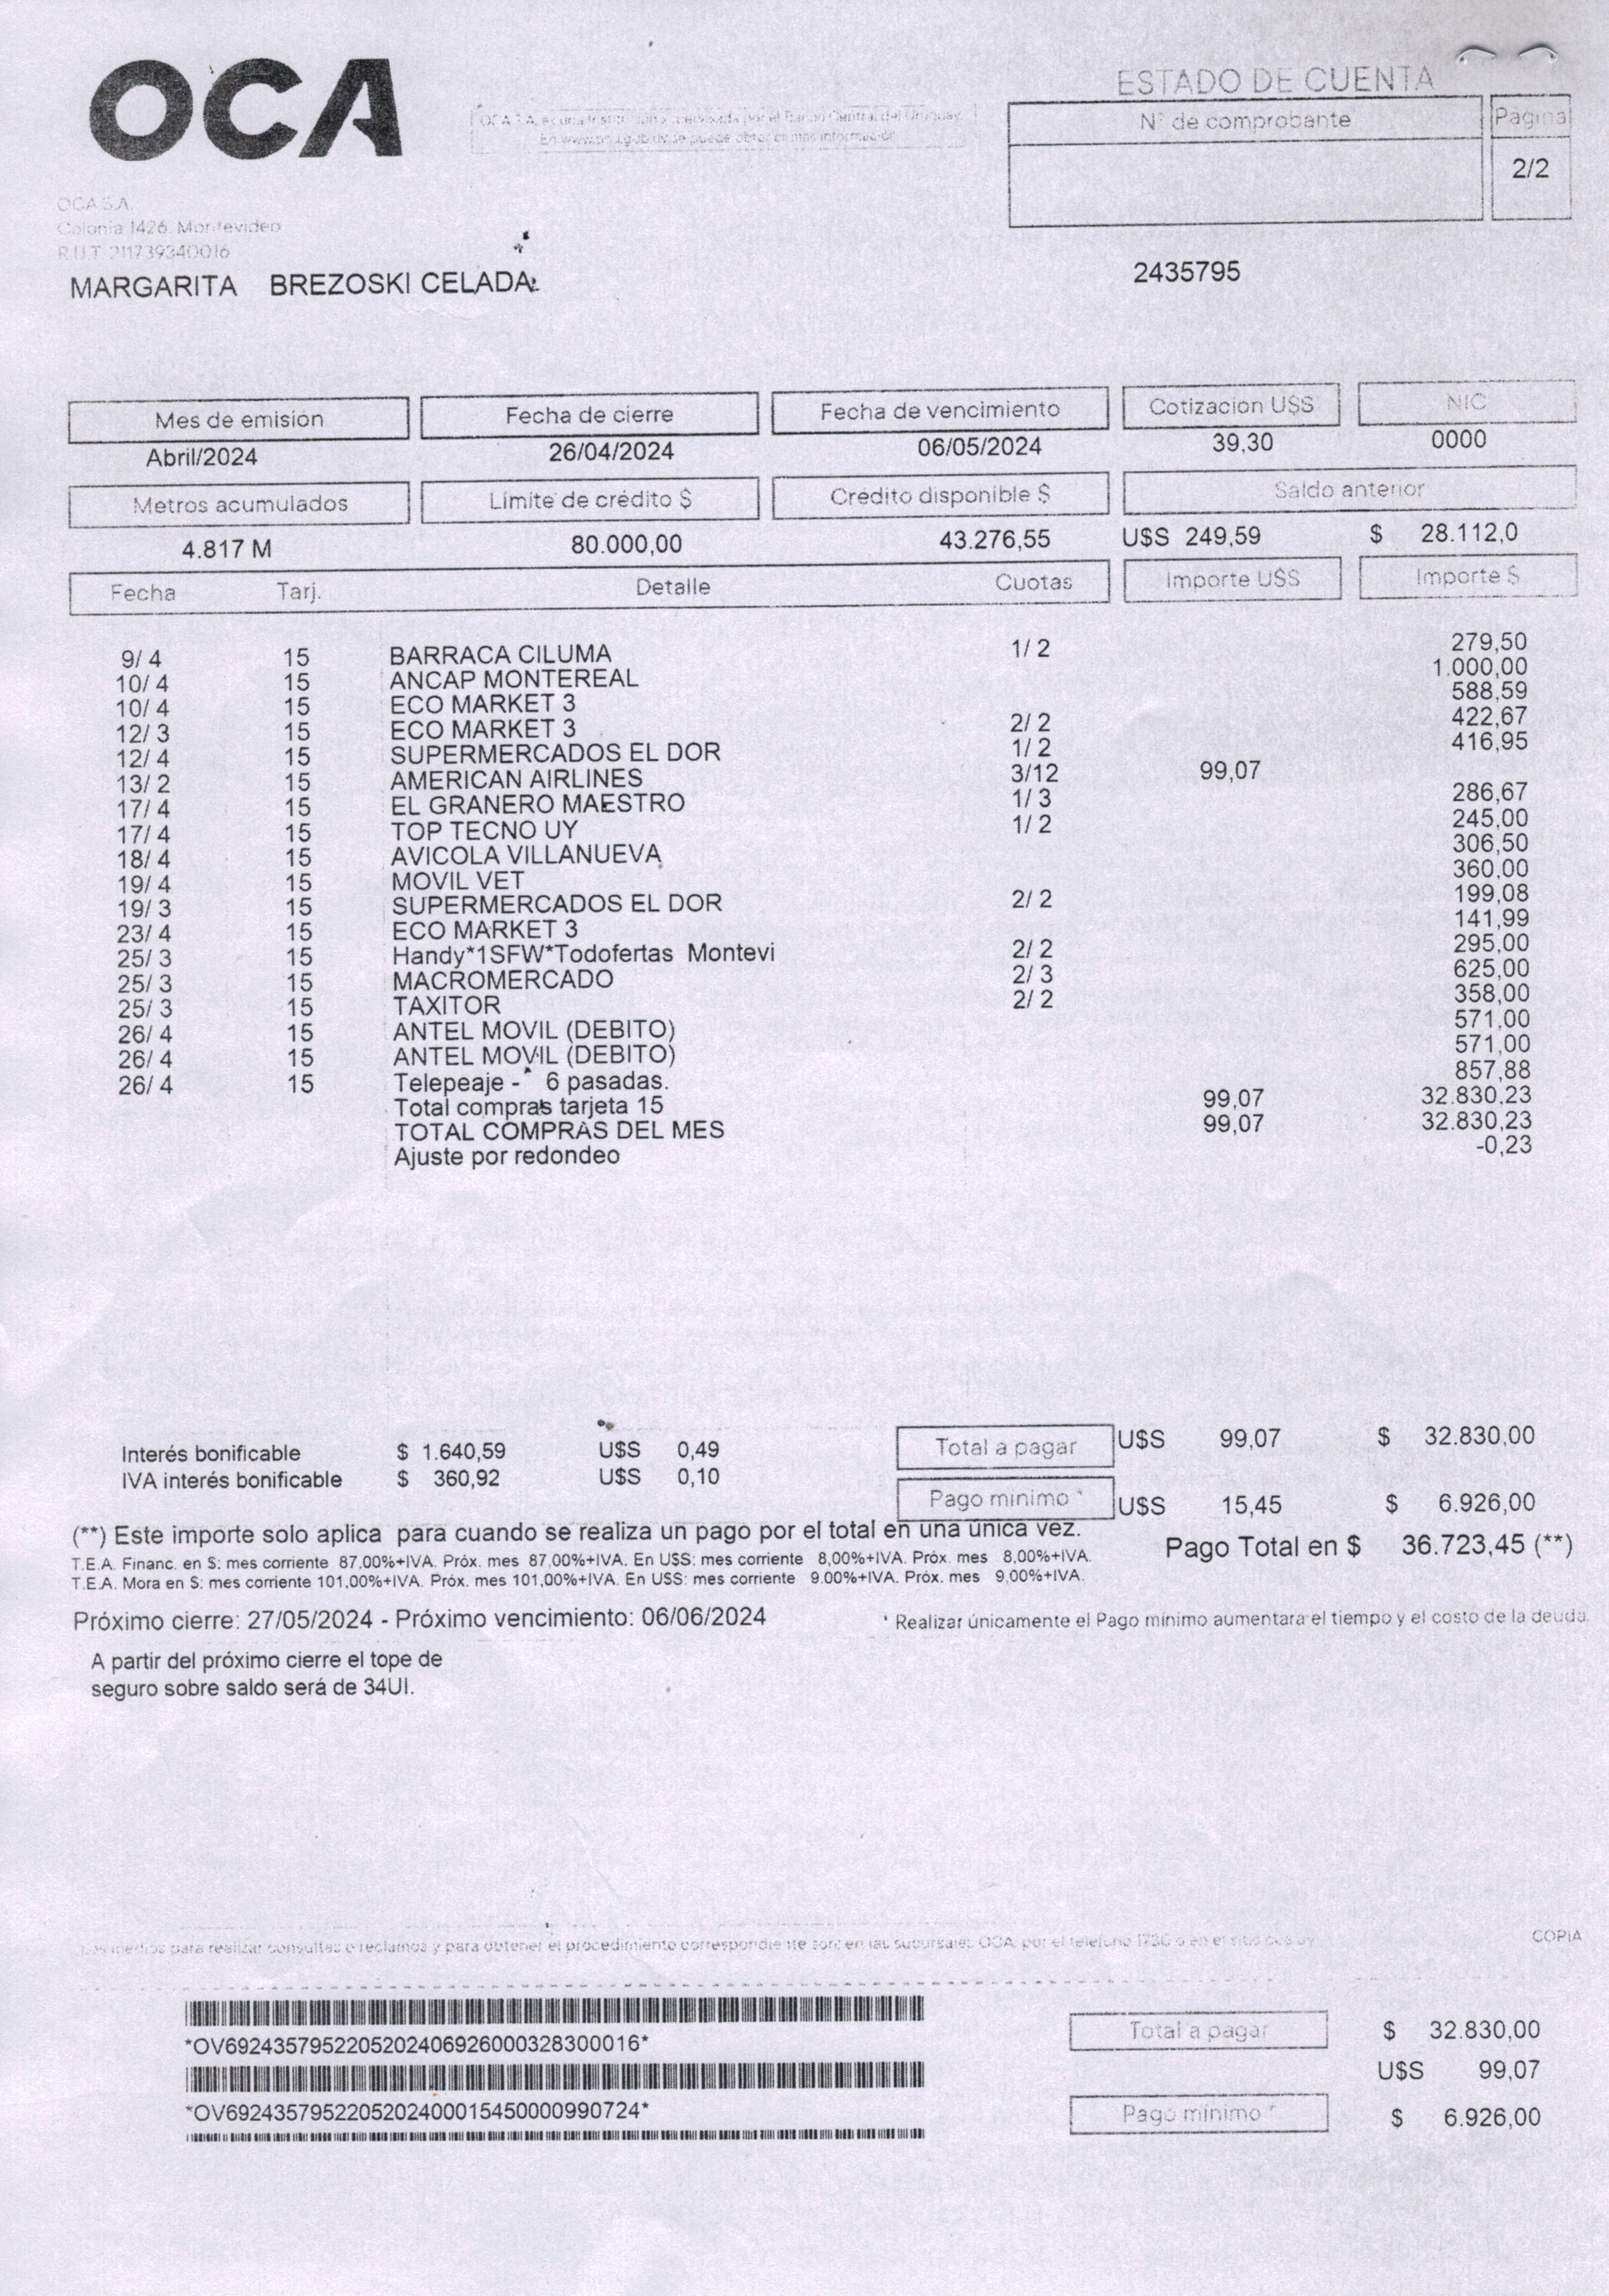 OCA
ESTADO DE CUENTA
N° de comprobante Página
2/2
OCA S.A. es una institución supervisada por el Banco Central del Uruguay.
En se puede obtener más información
OCA S.A.
Colonia 1426. Montevideo
R.U.T. 211739340016
MARGARITA BREZOSKI CELADA 2435795
Mes de emisión Fecha de cierre Fecha de vencimiento Cotizacion U$S NIC
Abril/2024 26/04/2024 06/05/2024 39,30 0000
Metros acumulados Límite de crédito $ Crédito disponible $ Saldo anterior
4.817 M 80.000,00 43.276,55 U$S 249,59 $ 28.112,0
Fecha Tarj. Detalle Cuotas Importe U$S Importe $
9/ 4 15 BARRACA CILUMA 1/ 2 279,50
10/ 4 15 ANCAP MONTEREAL 1.000,00
10/ 4 15 ECO MARKET 3 588,59
12/ 3 15 ECO MARKET 3 2/ 2 422,67
12/ 4 15 SUPERMERCADOS EL DOR 1/ 2 416,95
13/ 2 15 AMERICAN AIRLINES 3/12 99,07
17/ 4 15 EL GRANERO MAESTRO 1/ 3 286,67
17/ 4 15 TOP TECNO UY 1/ 2 245,00
18/ 4 15 AVICOLA VILLANUEVA 306,50
19/ 4 15 MOVIL VET 360,00
19/ 3 15 SUPERMERCADOS EL DOR 2/ 2 199,08
23/ 4 15 ECO MARKET 3 141,99
25/ 3 15 Handy*1SFW*Todofertas Montevi 2/ 2 295,00
25/ 3 15 MACROMERCADO 2/ 3 625,00
25/ 3 15 TAXITOR 2/ 2 358,00
26/ 4 15 ANTEL MOVIL (DEBITO) 571,00
26/ 4 15 ANTEL MOVIL (DEBITO) 571,00
26/ 4 15 Telepeaje - 6 pasadas. 857,88
Total compras tarjeta 15 99,07 32.830,23
TOTAL COMPRAS DEL MES 99,07 32.830,23
Ajuste por redondeo -0,23
Interés bonificable $ 1.640,59 U$S 0,49 Total a pagar U$S 99,07 $ 32.830,00
IVA interés bonificable $ 360,92 U$S 0,10 Pago mínimo * U$S 15,45 $ 6.926,00
(**) Este importe solo aplica para cuando se realiza un pago por el total en una única vez. Pago Total en $ 36.723,45 (**)
T.E.A. Financ. en $: mes corriente 87,00%+IVA. Próx. mes 87,00%+IVA. En U$S: mes corriente 8,00%+IVA. Próx. mes 8,00%+IVA.
T.E.A. Mora en $: mes corriente 101,00%+IVA. Próx. mes 101,00%+IVA. En U$S: mes corriente 9.00%+IVA. Próx. mes 9,00%+IVA.
Próximo cierre: 27/05/2024 - Próximo vencimiento: 06/06/2024 * Realizar únicamente el Pago mínimo aumentara el tiempo y el costo de la deuda.
A partir del próximo cierre el tope de
seguro sobre saldo será de 34UI.
Los medios para realizar consultas o reclamos y para obtener el procedimiento correspondiente son: en las sucursales OCA, por el teléfono 1730 o en el sitio COPIA
*OV6924357952205202406926000328300016* Total a pagar $ 32.830,00
U$S 99,07
*OV69243579522052024000154500009907 24* Pago mínimo * $ 6.926,00